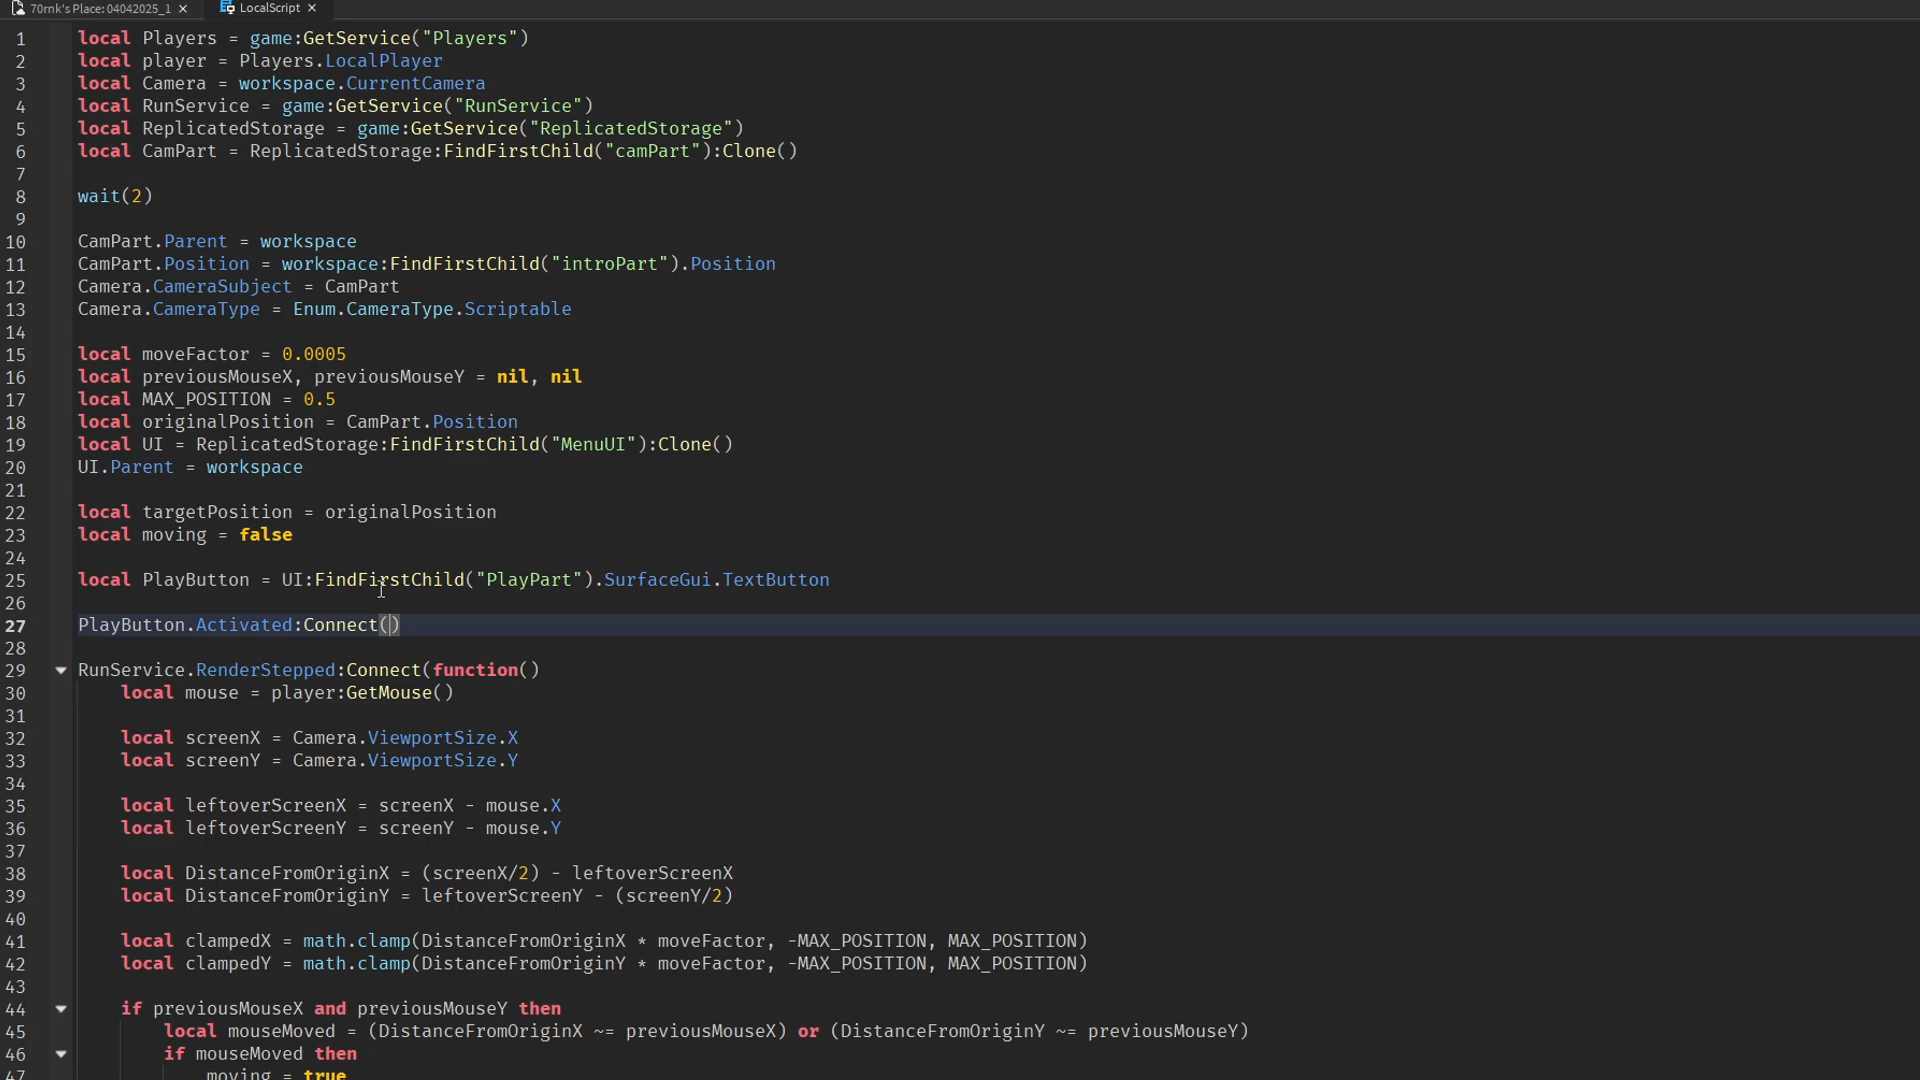 70rnk's Place: 04042025_1 × LocalScript ×
1 local Players = game:GetService("Players")
2 local player = Players.LocalPlayer
3 local Camera = workspace.CurrentCamera
4 local RunService = game:GetService("RunService")
5 local ReplicatedStorage = game:GetService("ReplicatedStorage")
6 local CamPart = ReplicatedStorage:FindFirstChild("camPart"):Clone()
7
8 wait(2)
9
10 CamPart.Parent = workspace
11 CamPart.Position = workspace:FindFirstChild("introPart").Position
12 Camera.CameraSubject = CamPart
13 Camera.CameraType = Enum.CameraType.Scriptable
14
15 local moveFactor = 0.0005
16 local previousMouseX, previousMouseY = nil, nil
17 local MAX_POSITION = 0.5
18 local originalPosition = CamPart.Position
19 local UI = ReplicatedStorage:FindFirstChild("MenuUI"):Clone()
20 UI.Parent = workspace
21
22 local targetPosition = originalPosition
23 local moving = false
24
25 local PlayButton = UI:FindFirstChild("PlayPart").SurfaceGui.TextButton
26
27 PlayButton.Activated:Connect()
28
29 RunService.RenderStepped:Connect(function()
30 local mouse = player:GetMouse()
31
32 local screenX = Camera.ViewportSize.X
33 local screenY = Camera.ViewportSize.Y
34
35 local leftoverScreenX = screenX - mouse.X
36 local leftoverScreenY = screenY - mouse.Y
37
38 local DistanceFromOriginX = (screenX/2) - leftoverScreenX
39 local DistanceFromOriginY = leftoverScreenY - (screenY/2)
40
41 local clampedX = math.clamp(DistanceFromOriginX * moveFactor, -MAX_POSITION, MAX_POSITION)
42 local clampedY = math.clamp(DistanceFromOriginY * moveFactor, -MAX_POSITION, MAX_POSITION)
43
44 if previousMouseX and previousMouseY then
45 local mouseMoved = (DistanceFromOriginX ~= previousMouseX) or (DistanceFromOriginY ~= previousMouseY)
46 if mouseMoved then
47 moving = true